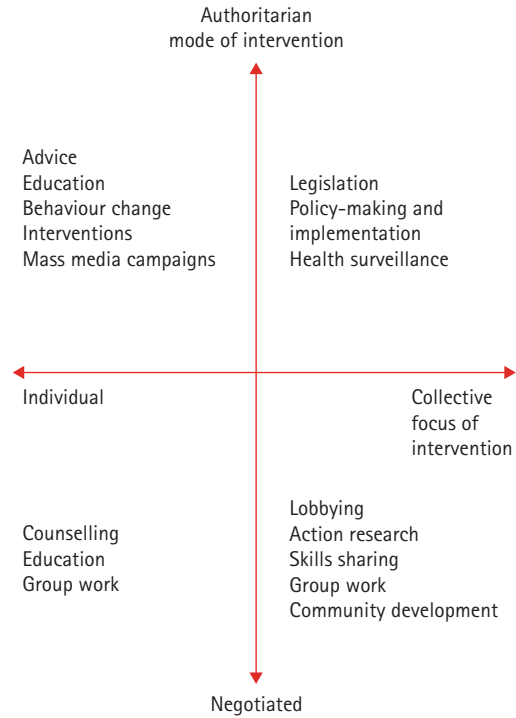 Authoritarian
mode of intervention
Advice
Education
Behaviour change
Interventions
Mass media campaigns
Legislation
Policy-making and
implementation
Health surveillance
Individual
Collective
focus of
intervention
Counselling
Education
Group work
Lobbying
Action research
Skills sharing
Group work
Community development
Negotiated